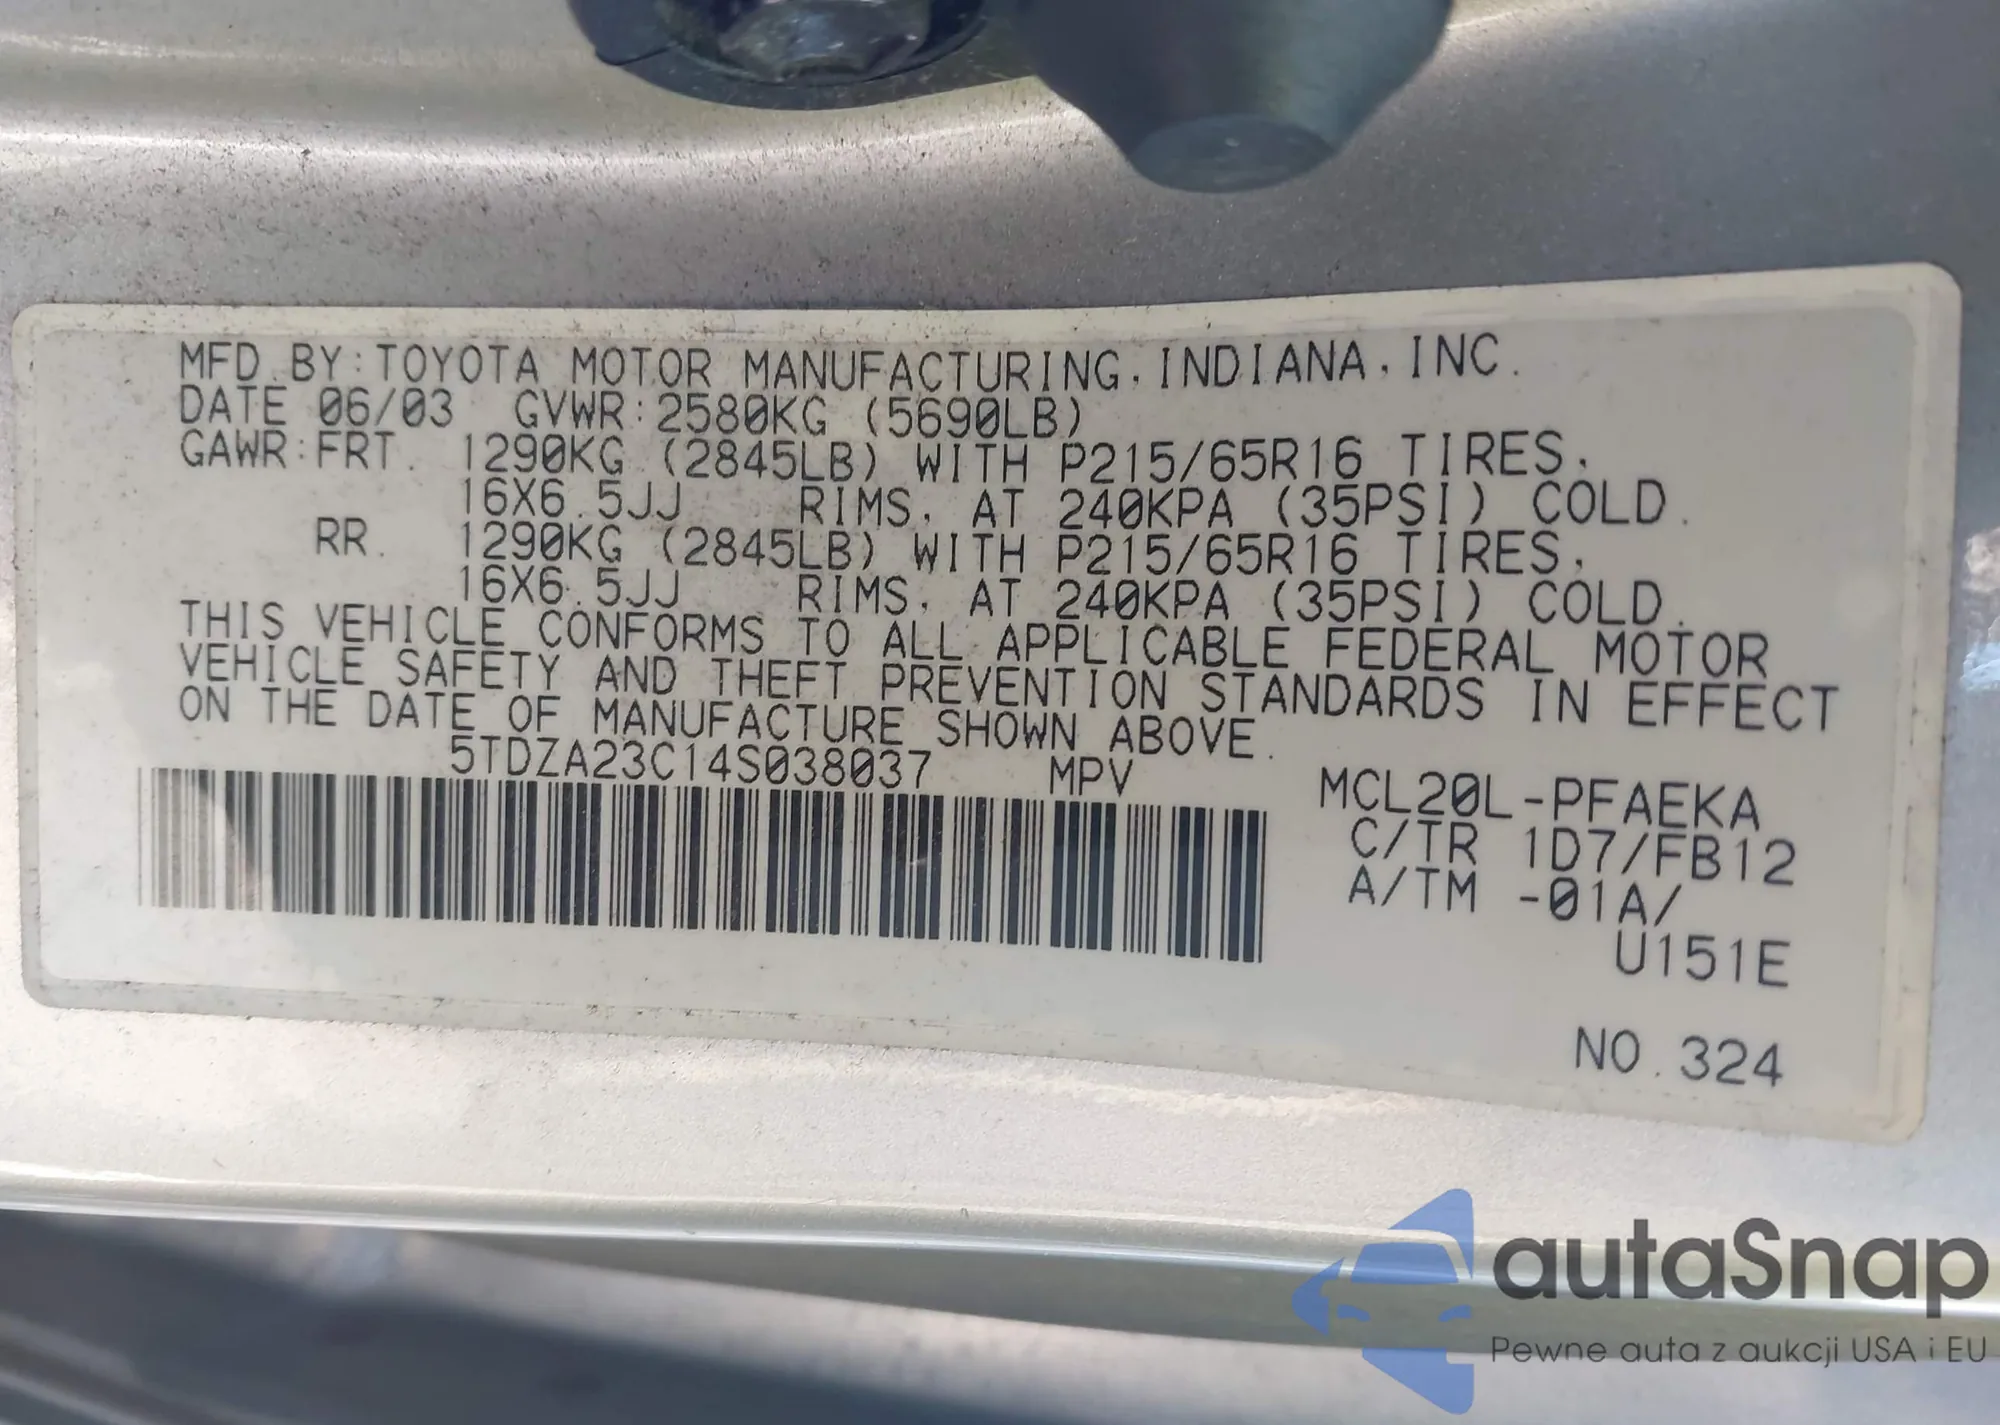 MFD.BY:TOYOTA MOTOR MANUFACTURING, INDIANA, INC.
DATE 06/03 GVWR:2580KG (5690LB)
GAWR:FRT. 1290KG (2845LB) WITH P215/65R16 TIRES,
16X6.5JJ RIMS, AT 240KPA (35PSI) COLD.
RR. 1290KG (2845LB) WITH P215/65R16 TIRES,
16X6.5JJ RIMS, AT 240KPA (35PSI) COLD.
THIS VEHICLE CONFORMS TO ALL APPLICABLE FEDERAL MOTOR
VEHICLE SAFETY AND THEFT PREVENTION STANDARDS IN EFFECT
ON THE DATE OF MANUFACTURE SHOWN ABOVE.
5TDZA23C14S038037 MPV
MCL20L-PFAEKA
C/TR 1D7/FB12
A/TM -01A/
U151E
NO.324
autoSnap
Pewne auta z aukcji USA i EU